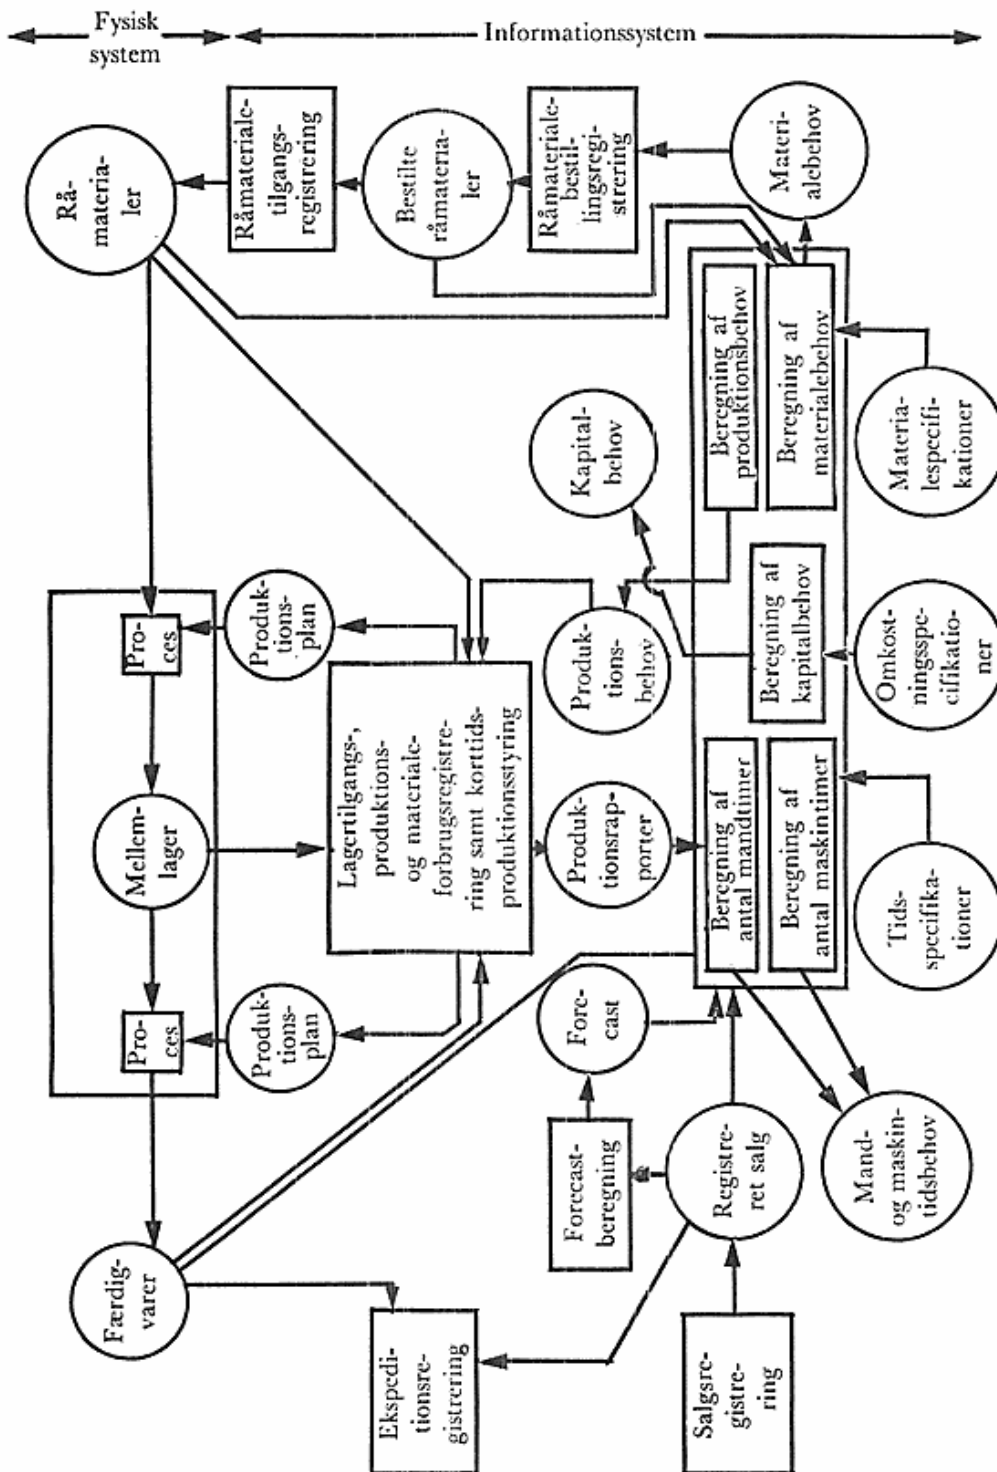 Fysisk
system
Informationssystem
Rå-
materia-
ler
Råmateriale-
tilgangs-
registrering
Bestilte
råmateria-
ler
Råmateriale-
bestil-
lingsregi-
strering
Materi-
alebehov
Pro-
ces
Produk-
tions-
plan
Kapital-
behov
Beregning af
produktionsbehov
Beregning af
materialebehov
Materia-
lespecifi-
kationer
Mellem-
lager
Lagertilgangs-,
produktions-
og materiale-
forbrugsregistre-
ring samt korttids-
produktionsstyring
Produk-
tions-
behov
Beregning af
kapitalbehov
Omkost-
ningsspe-
cifikatio-
ner
Produk-
tionsrap-
porter
Beregning af
antal mandtimer
Beregning af
antal maskintimer
Tids-
specifika-
tioner
Pro-
ces
Produk-
tions-
plan
Fore-
cast
Færdig-
varer
Forecast-
beregning
Registre-
ret salg
Mand-
og maskin-
tidsbehov
Ekspedi-
tionsre-
gistrering
Salgsre-
gistre-
ring